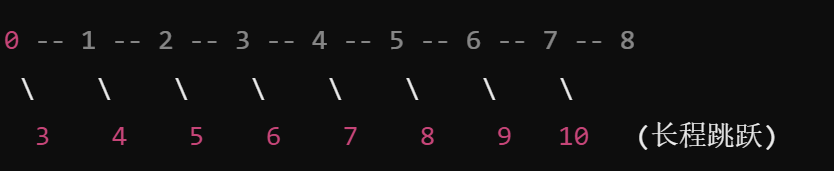 0 -- 1 -- 2 -- 3 -- 4 -- 5 -- 6 -- 7 -- 8
\ \ \ \ \ \ \ \
3 4 5 6 7 8 9 10 (长程跳跃)